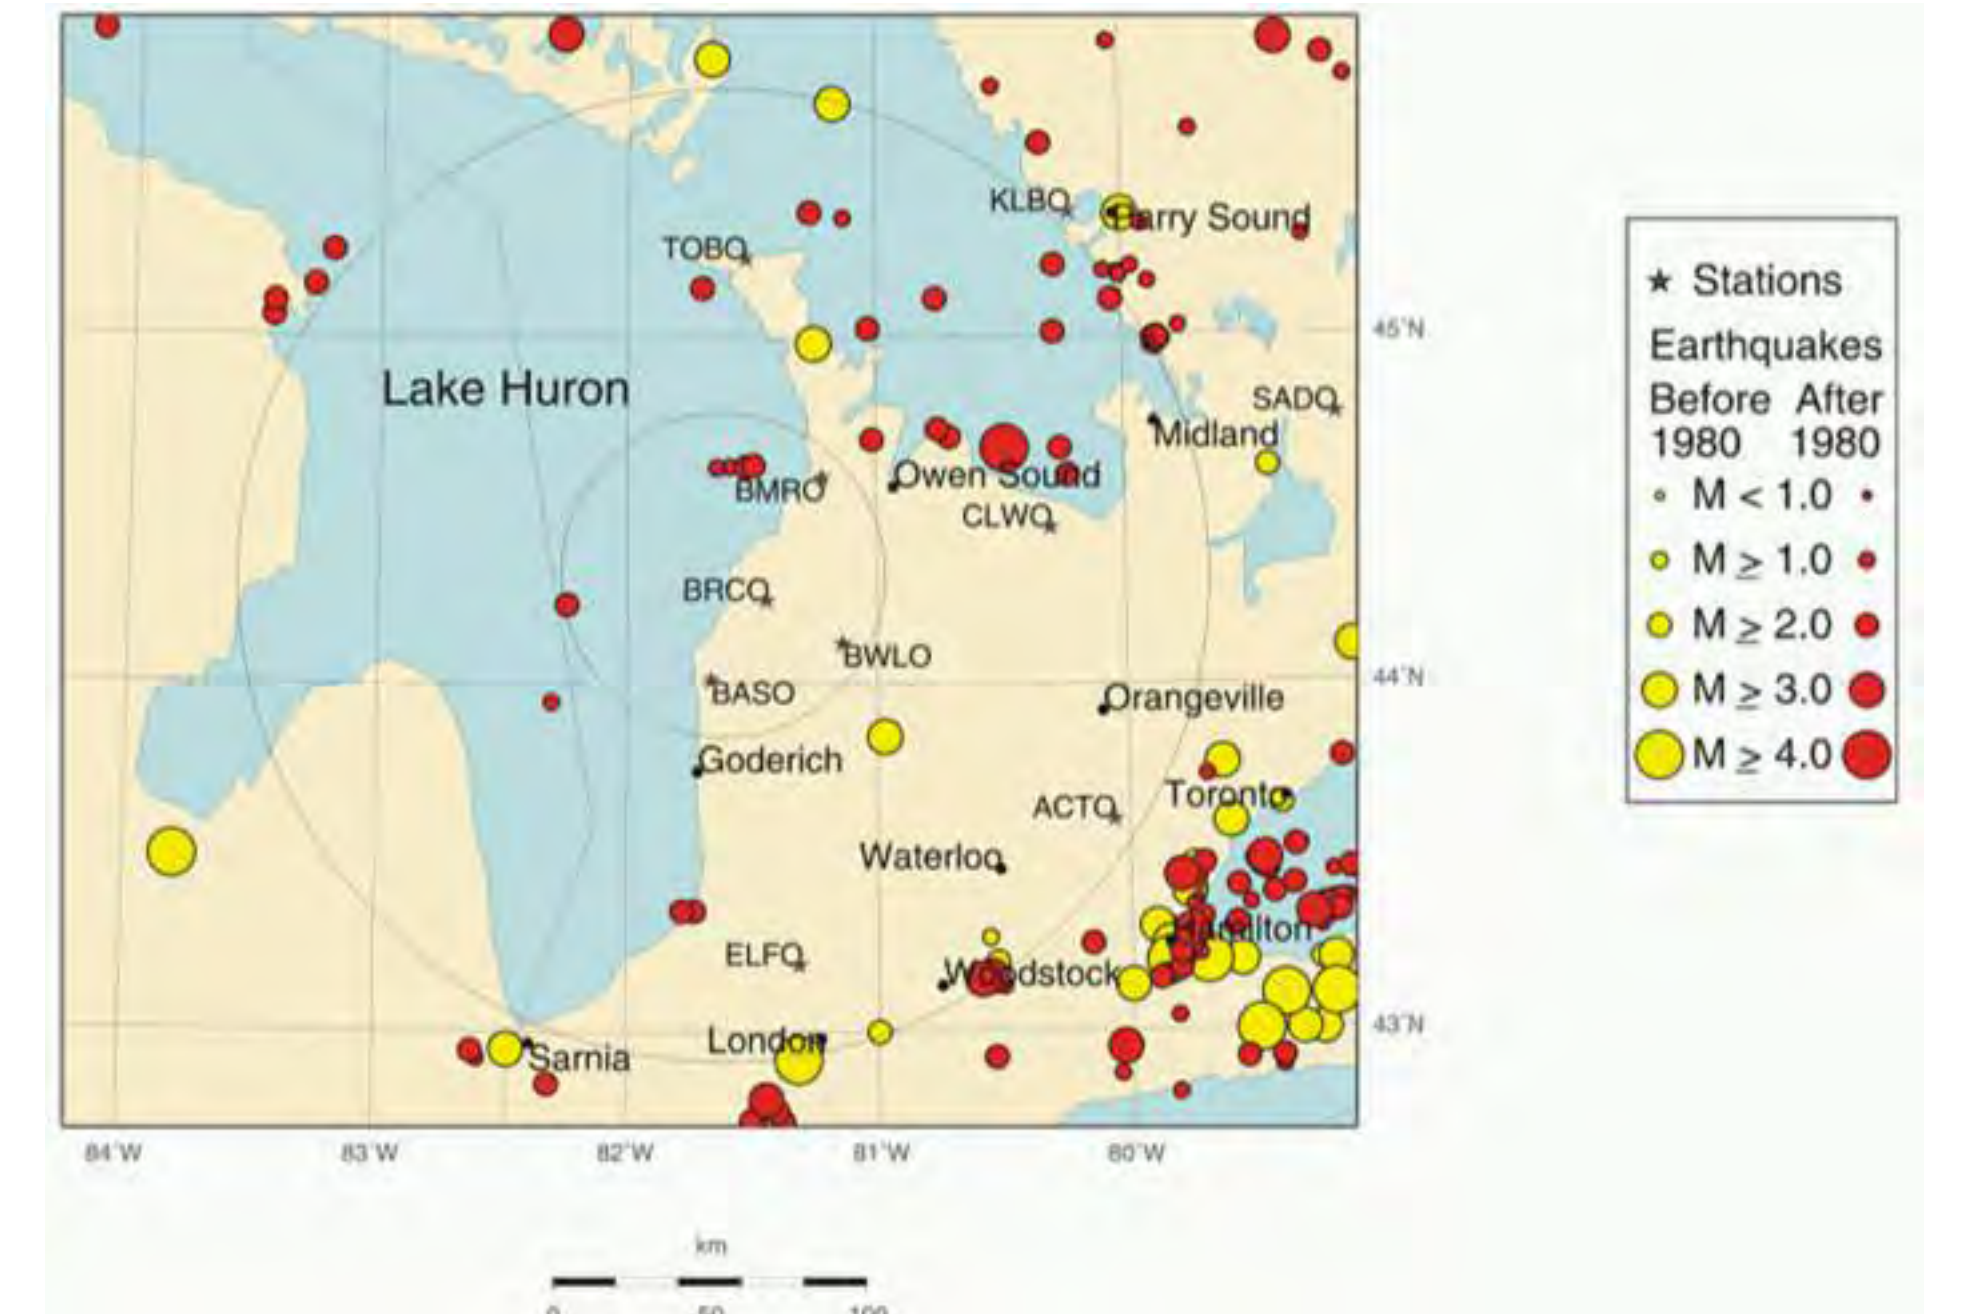 KLBO
Parry Sound
TOBO
45°N
Lake Huron
SADO
Midland
Owen Sound
BMRO
CLWO
BRCO
BWLO
44°N
BASO
Orangeville
Goderich
Toronto
ACTO
Waterloo
Hamilton
ELFO
Woodstock
43°N
London
Sarnia
84°W 83°W 82°W 81°W 80°W
km
0 50 100
Stations
Earthquakes
Before After
1980 1980
M < 1.0
M ≥ 1.0
M ≥ 2.0
M ≥ 3.0
M ≥ 4.0